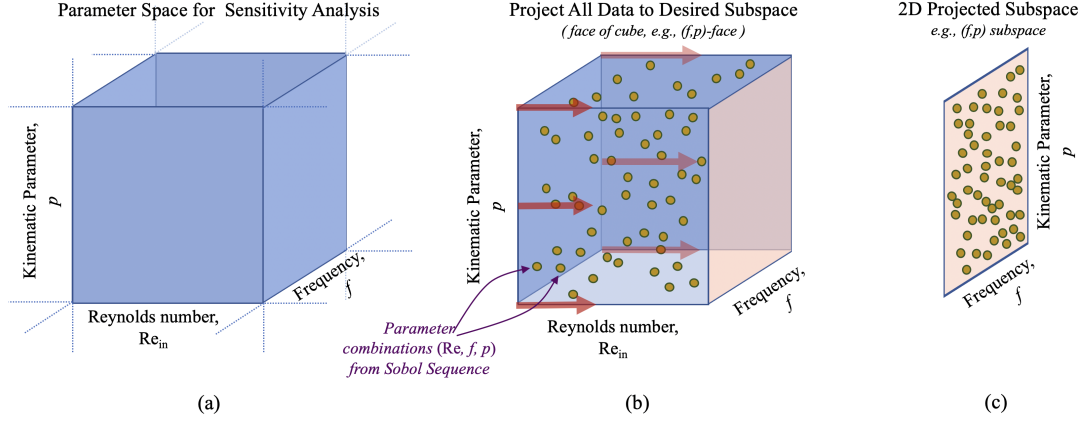 Parameter Space for Sensitivity Analysis
Kinematic Parameter,
p
Frequency,
f
Reynolds number,
Re_in
(a)
Project All Data to Desired Subspace
( face of cube, e.g., (f,p)-face )
Kinematic Parameter,
p
Frequency,
f
Reynolds number,
Re_in
Parameter
combinations (Re, f, p)
from Sobol Sequence
(b)
2D Projected Subspace
e.g., (f,p) subspace
Kinematic Parameter,
p
Frequency,
f
(c)